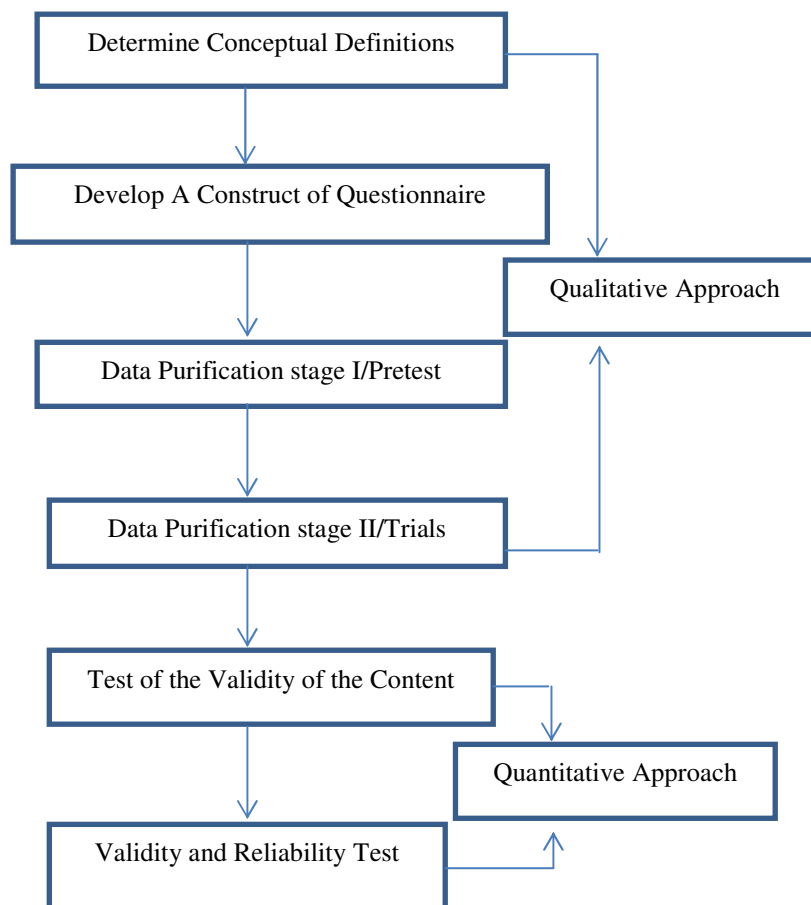 Determine Conceptual Definitions
Develop A Construct of Questionnaire
Qualitative Approach
Data Purification stage I/Pretest
Data Purification stage II/Trials
Test of the Validity of the Content
Quantitative Approach
Validity and Reliability Test